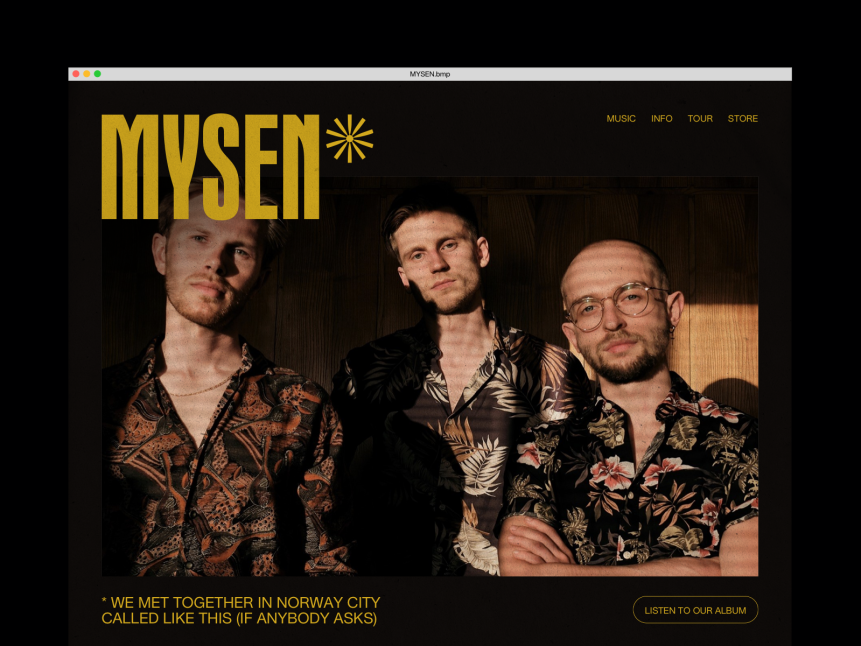 MYSEN.bmp
MYSEN*
MUSIC INFO TOUR STORE
* WE MET TOGETHER IN NORWAY CITY
CALLED LIKE THIS (IF ANYBODY ASKS)
LISTEN TO OUR ALBUM